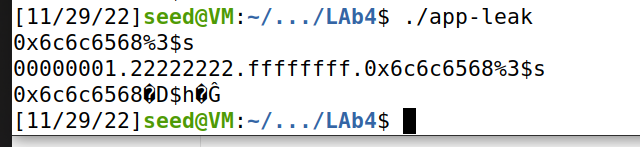 [11/29/22]seed@VM:~/.../LAb4$ ./app-leak
0x6c6c6568%3$s
00000001.22222222.ffffffff.0x6c6c6568%3$s
0x6c6c6568�D$h�Ĝ
[11/29/22]seed@VM:~/.../LAb4$